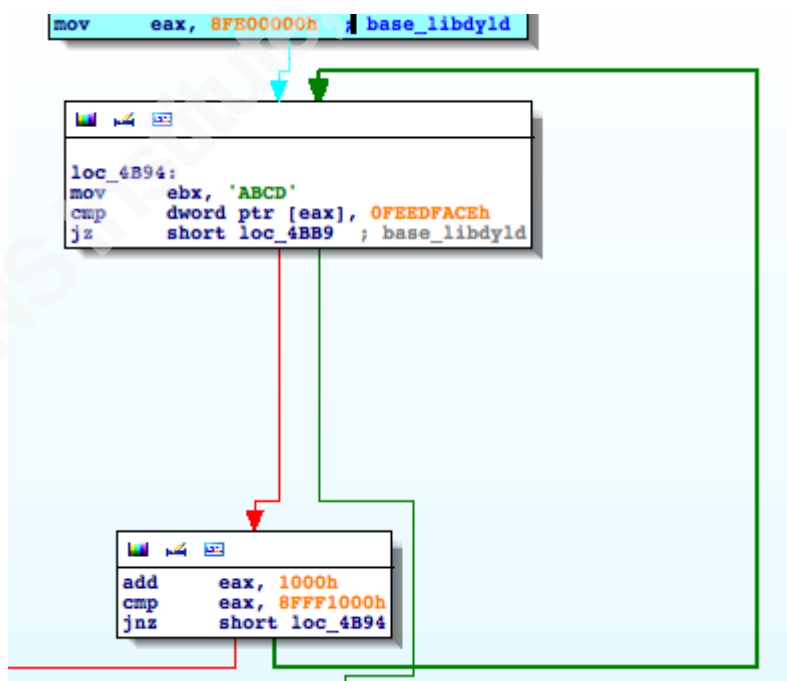 mov eax, 8FE00000h ; base_libdyld
loc_4B94:
mov ebx, 'ABCD'
cmp dword ptr [eax], 0FEEDFACEh
jz short loc_4BB9 ; base_libdyld
add eax, 1000h
cmp eax, 8FFF1000h
jnz short loc_4B94